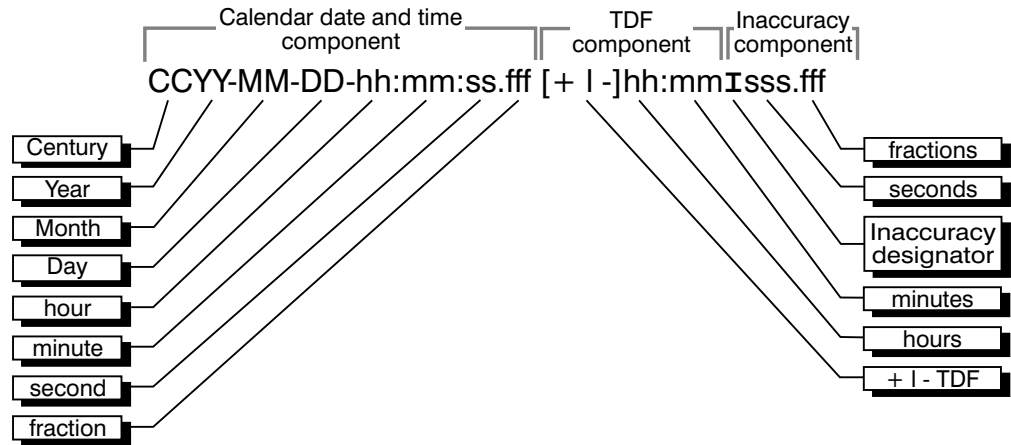 Calendar date and time component
TDF component
Inaccuracy component
CCYY-MM-DD-hh:mm:ss.fff [+ I -]hh:mmIsss.fff
Century
Year
Month
Day
hour
minute
second
fraction
fractions
seconds
Inaccuracy designator
minutes
hours
+ I - TDF